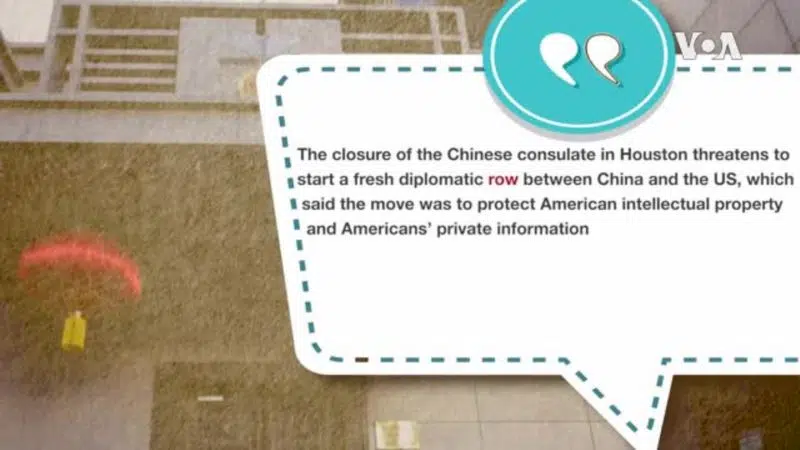 VOA
The closure of the Chinese consulate in Houston threatens to
start a fresh diplomatic row between China and the US, which
said the move was to protect American intellectual property
and Americans’ private information